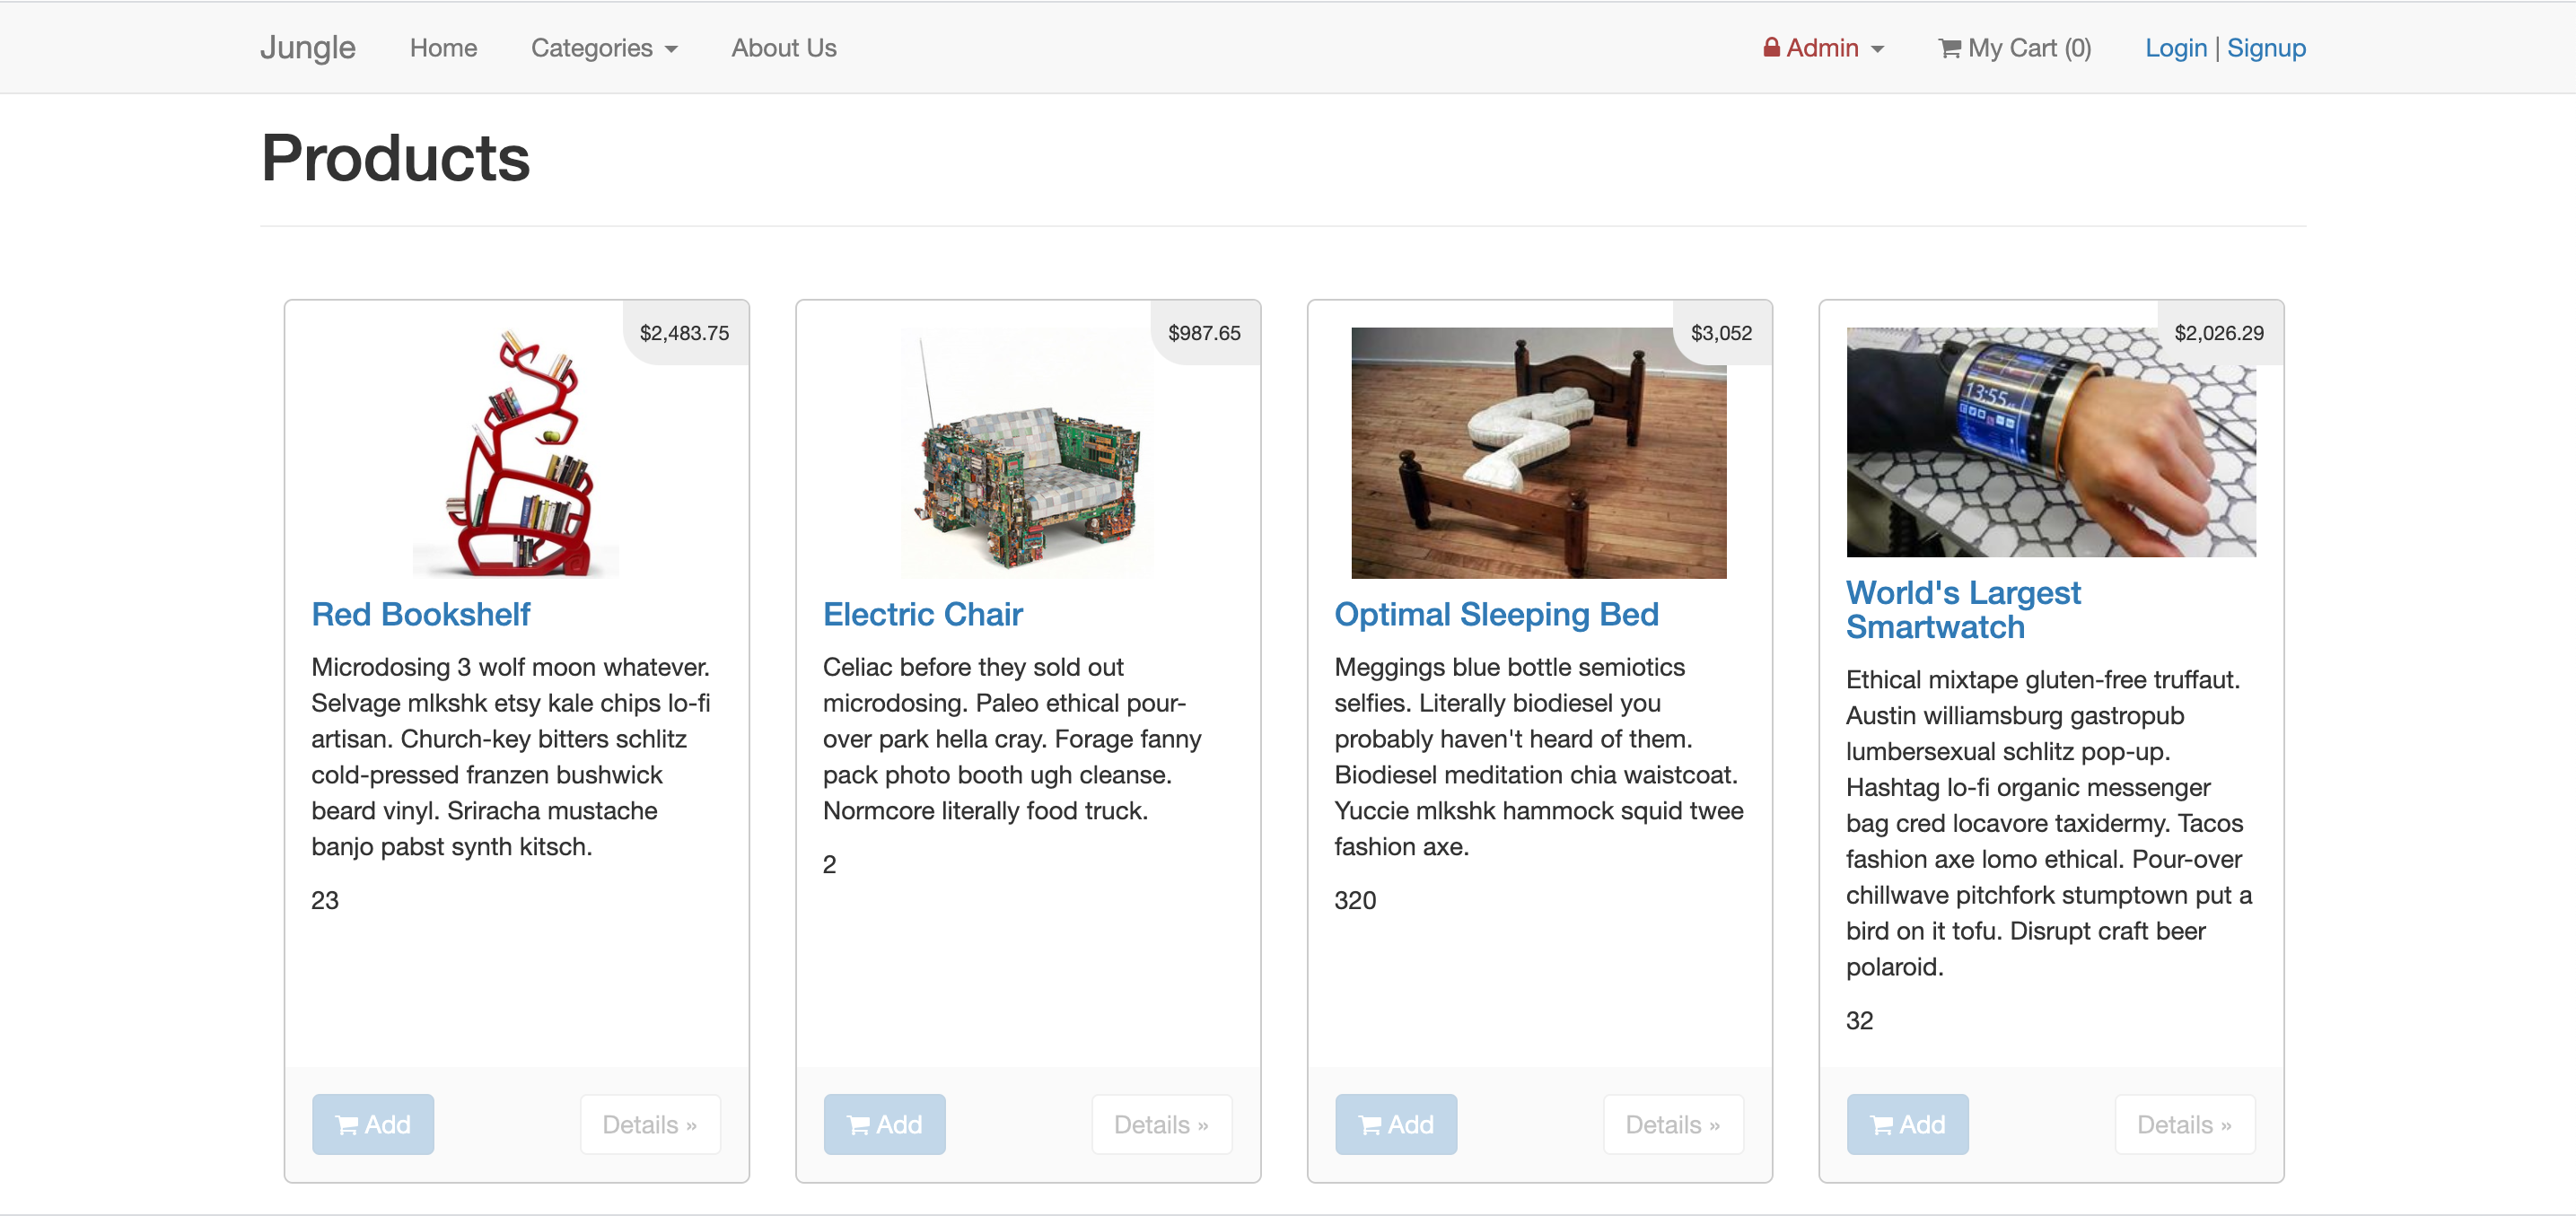 Jungle Home Categories About Us Admin My Cart (0) Login | Signup
Products
$2,483.75
Red Bookshelf
Microdosing 3 wolf moon whatever.
Selvage mlkshk etsy kale chips lo-fi
artisan. Church-key bitters schlitz
cold-pressed franzen bushwick
beard vinyl. Sriracha mustache
banjo pabst synth kitsch.
23
Add Details »
$987.65
Electric Chair
Celiac before they sold out
microdosing. Paleo ethical pour-
over park hella cray. Forage fanny
pack photo booth ugh cleanse.
Normcore literally food truck.
2
Add Details »
$3,052
Optimal Sleeping Bed
Meggings blue bottle semiotics
selfies. Literally biodiesel you
probably haven't heard of them.
Biodiesel meditation chia waistcoat.
Yuccie mlkshk hammock squid twee
fashion axe.
320
Add Details »
$2,026.29
13:55
World's Largest
Smartwatch
Ethical mixtape gluten-free truffaut.
Austin williamsburg gastropub
lumbersexual schlitz pop-up.
Hashtag lo-fi organic messenger
bag cred locavore taxidermy. Tacos
fashion axe lomo ethical. Pour-over
chillwave pitchfork stumptown put a
bird on it tofu. Disrupt craft beer
polaroid.
32
Add Details »